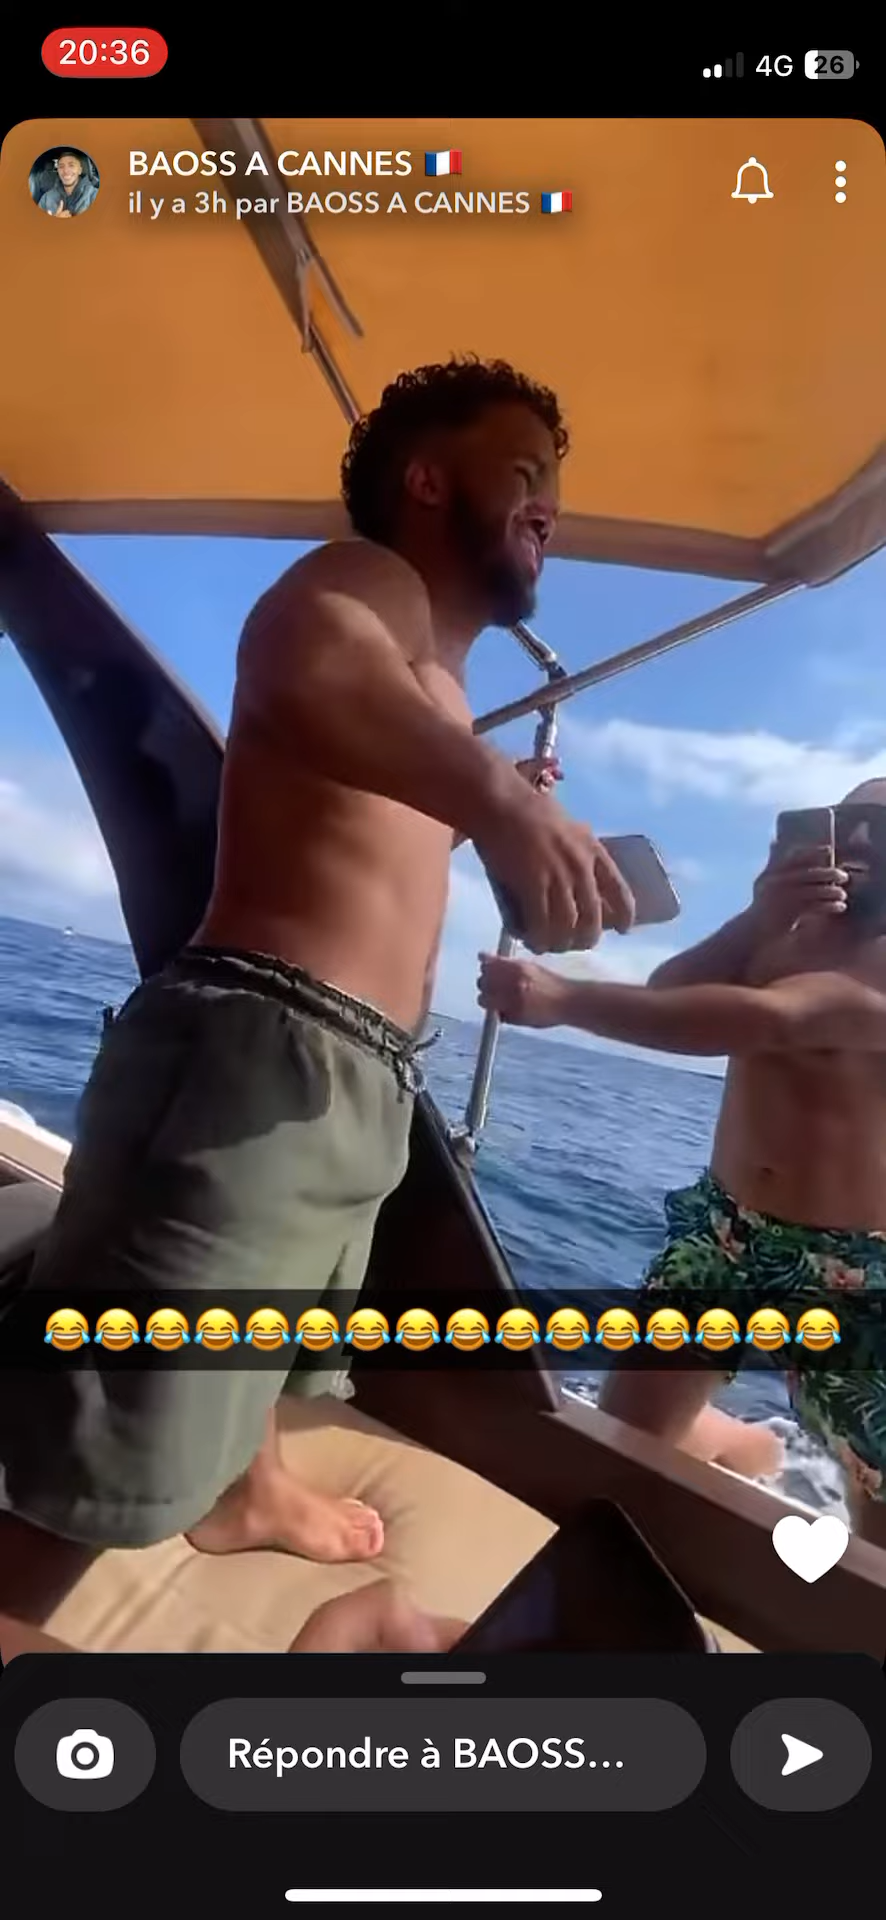 20:36
4G 26
BAOSS A CANNES 🇫🇷
il y a 3h par BAOSS A CANNES 🇫🇷
😂😂😂😂😂😂😂😂😂😂😂😂😂😂😂😂
Répondre à BAOSS...